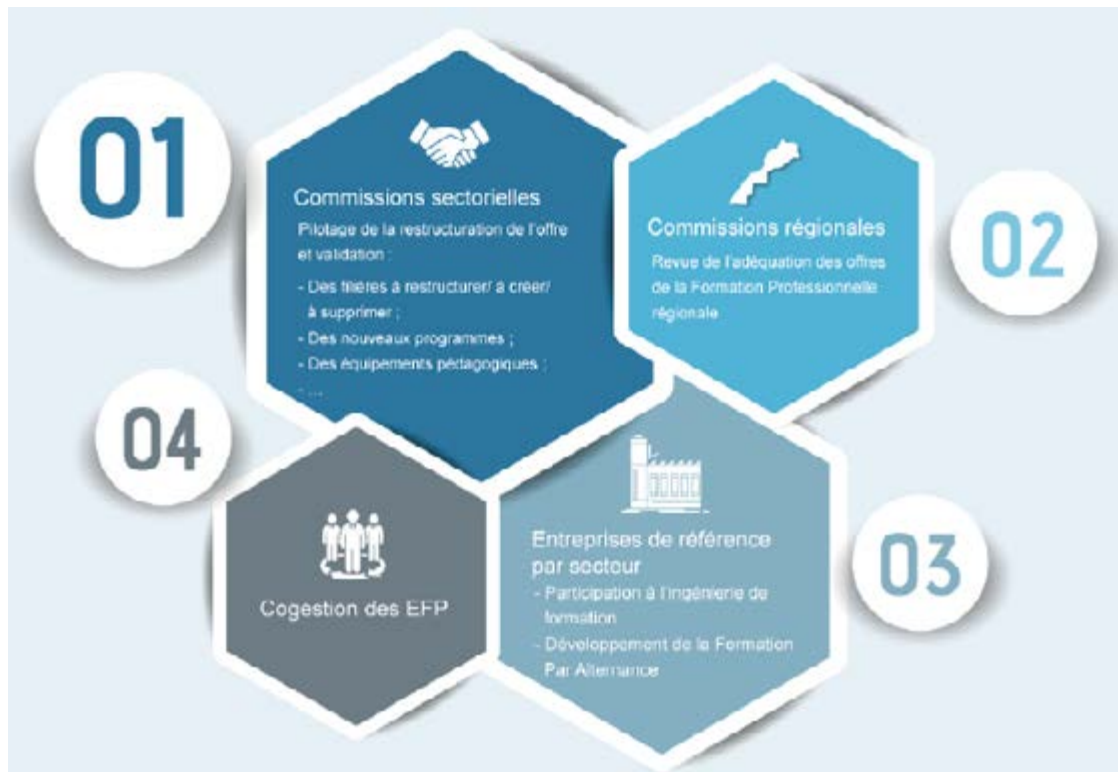 01
Commissions sectorielles
Pilotage de la restructuration de l'offre
et validation :
- Des filières à restructurer/ à créer/
à supprimer ;
- Des nouveaux programmes ;
- Des équipements pédagogiques ;
- ...
02
Commissions régionales
Revue de l'adéquation des offres
de la Formation Professionnelle
régionale
03
Entreprises de référence
par secteur
- Participation à l'ingénierie de
formation
- Développement de la Formation
Par Alternance
04
Cogestion des EFP